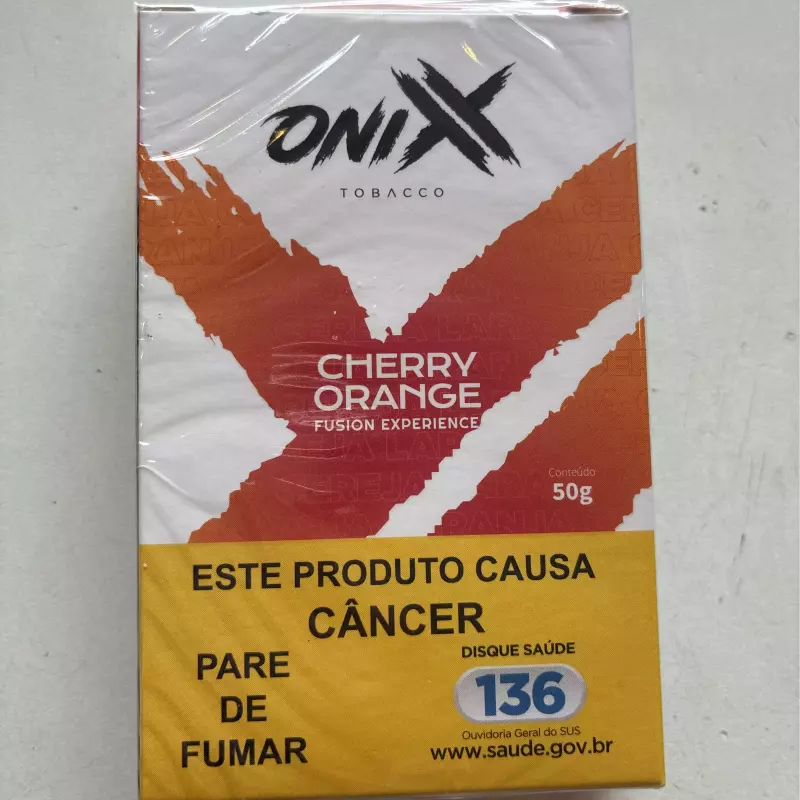 ONIX
TOBACCO
CHERRY
ORANGE
FUSION EXPERIENCE
Conteúdo
50g
ESTE PRODUTO CAUSA
CÂNCER
PARE
DE
FUMAR
DISQUE SAÚDE
136
Ouvidoria Geral do SUS
www.saude.gov.br